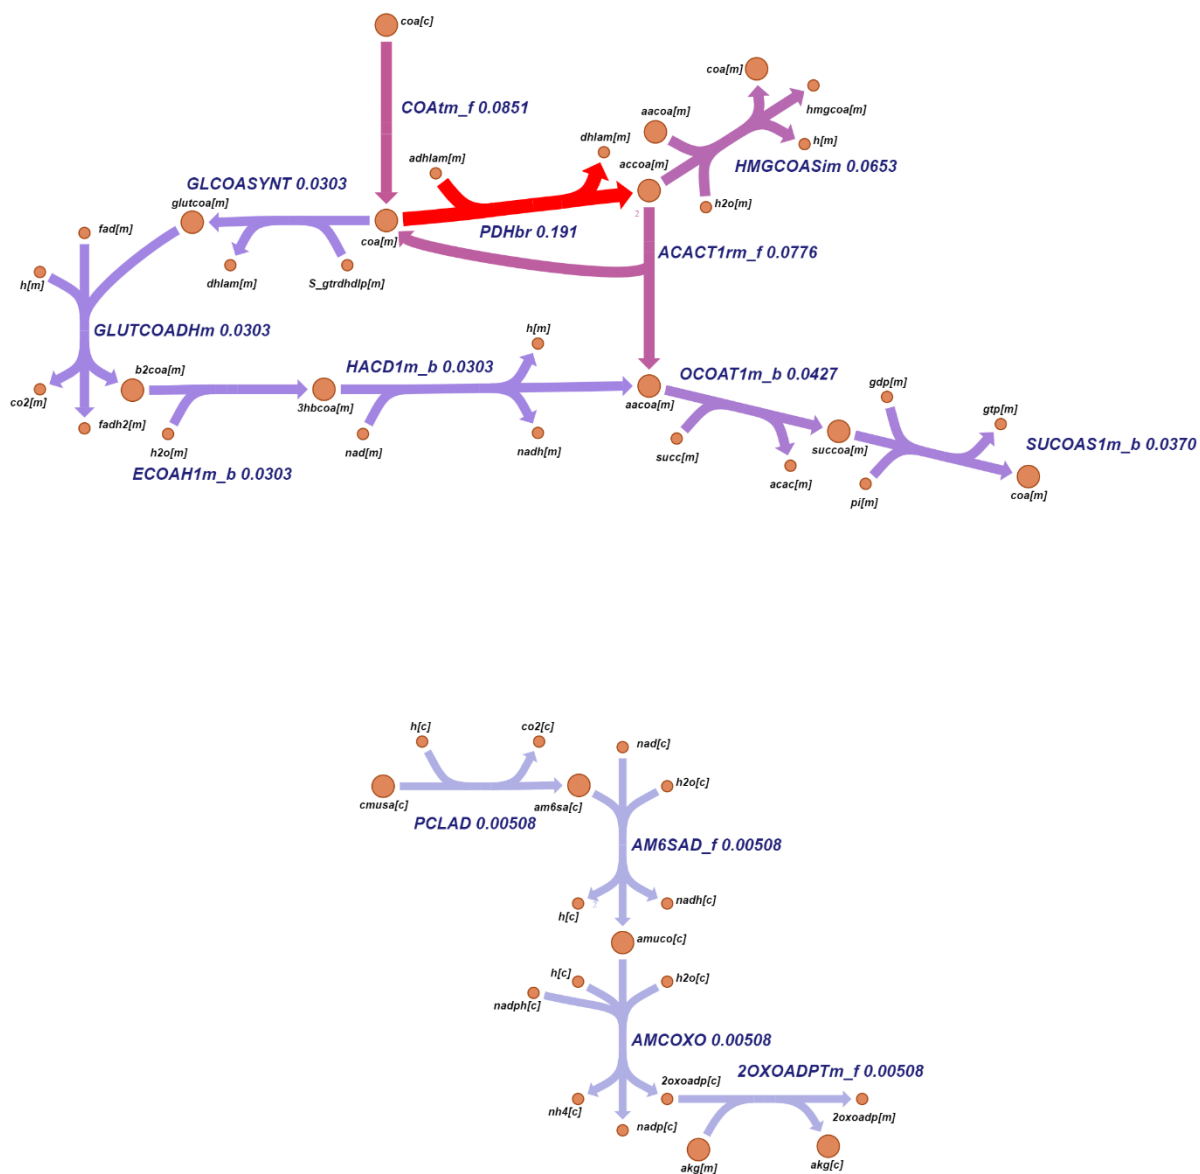 coa[c]
COAtm_f 0.0851
coa[m]
aacoa[m]
hmgcoa[m]
h[m]
HMGCOASim 0.0653
dhlam[m]
accoa[m]
adhlam[m]
h2o[m]
2
GLCOASYNT 0.0303
glutcoa[m]
coa[m]
PDHbr 0.191
ACACT1rm_f 0.0776
fad[m]
h[m]
dhlam[m]
S_gtrdhdlp[m]
GLUTCOADHm 0.0303
h[m]
b2coa[m]
HACD1m_b 0.0303
co2[m]
3hbcoa[m]
aacoa[m]
OCOAT1m_b 0.0427
gdp[m]
gtp[m]
fadh2[m]
h2o[m]
ECOAH1m_b 0.0303
nad[m]
nadh[m]
succ[m]
acac[m]
succoa[m]
SUCOAS1m_b 0.0370
pi[m]
coa[m]
h[c]
co2[c]
nad[c]
h2o[c]
cmusa[c]
am6sa[c]
PCLAD 0.00508
AM6SAD_f 0.00508
h[c]
2
nadh[c]
amuco[c]
h[c]
h2o[c]
nadph[c]
AMCOXO 0.00508
2OXOADPTm_f 0.00508
2oxoadp[c]
nh4[c]
nadp[c]
2oxoadp[m]
akg[m]
akg[c]